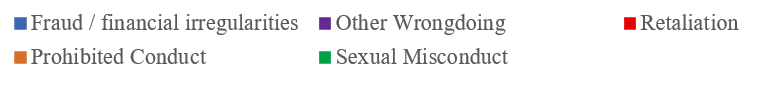 Fraud / financial irregularities Other Wrongdoing Retaliation
Prohibited Conduct Sexual Misconduct